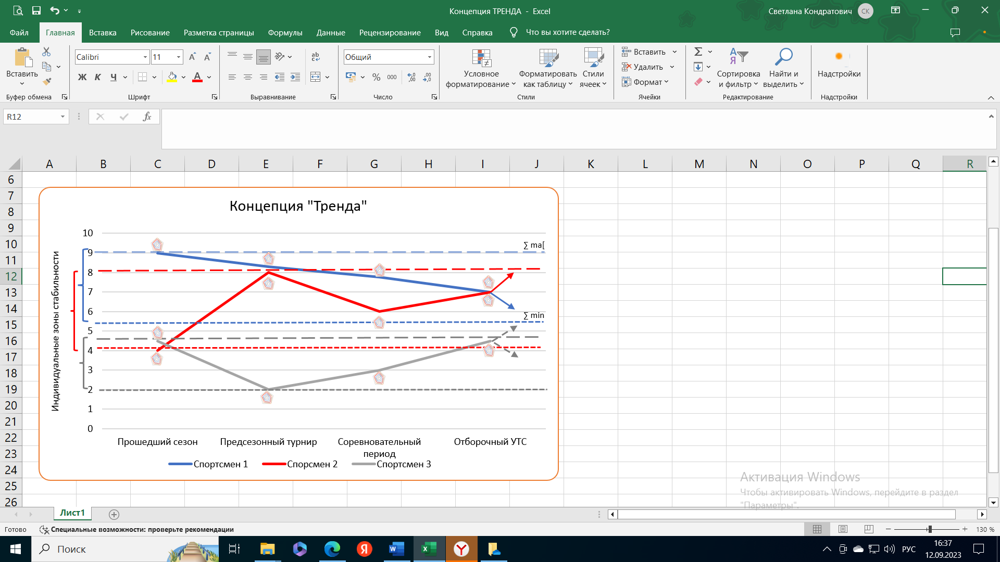 Концепция ТРЕНДА - Excel
Светлана Кондратович СК
Файл Главная Вставка Рисование Разметка страницы Формулы Данные Рецензирование Вид Справка Что вы хотите сделать?
Вставить
Буфер обмена
Calibri 11
Ж К Ч А
Шрифт
Выравнивание
Общий
% 000
Число
Условное
форматирование
Форматировать
как таблицу
Стили
ячеек
Стили
Вставить
Удалить
Формат
Ячейки
Сортировка
и фильтр
Найти и
выделить
Редактирование
Надстройки
Надстройки
R12
fx
A B C D E F G H I J K L M N O P Q R
6
7
8
9
10
11
12
13
14
15
16
17
18
19
20
21
22
23
24
25
26
Концепция "Тренда"
Индивидуальные зоны стабильности
10
9
8
7
6
5
4
3
2
1
0
∑ ma[
∑ min
Прошедший сезон
Предсезонный турнир
Соревновательный
период
Отборочный УТС
Спортсмен 1 Спорсмен 2 Спортсмен 3
Активация Windows
Чтобы активировать Windows, перейдите в раздел
"Параметры".
Лист1
Готово
Специальные возможности: проверьте рекомендации
130 %
Поиск
РУС
16:37
12.09.2023